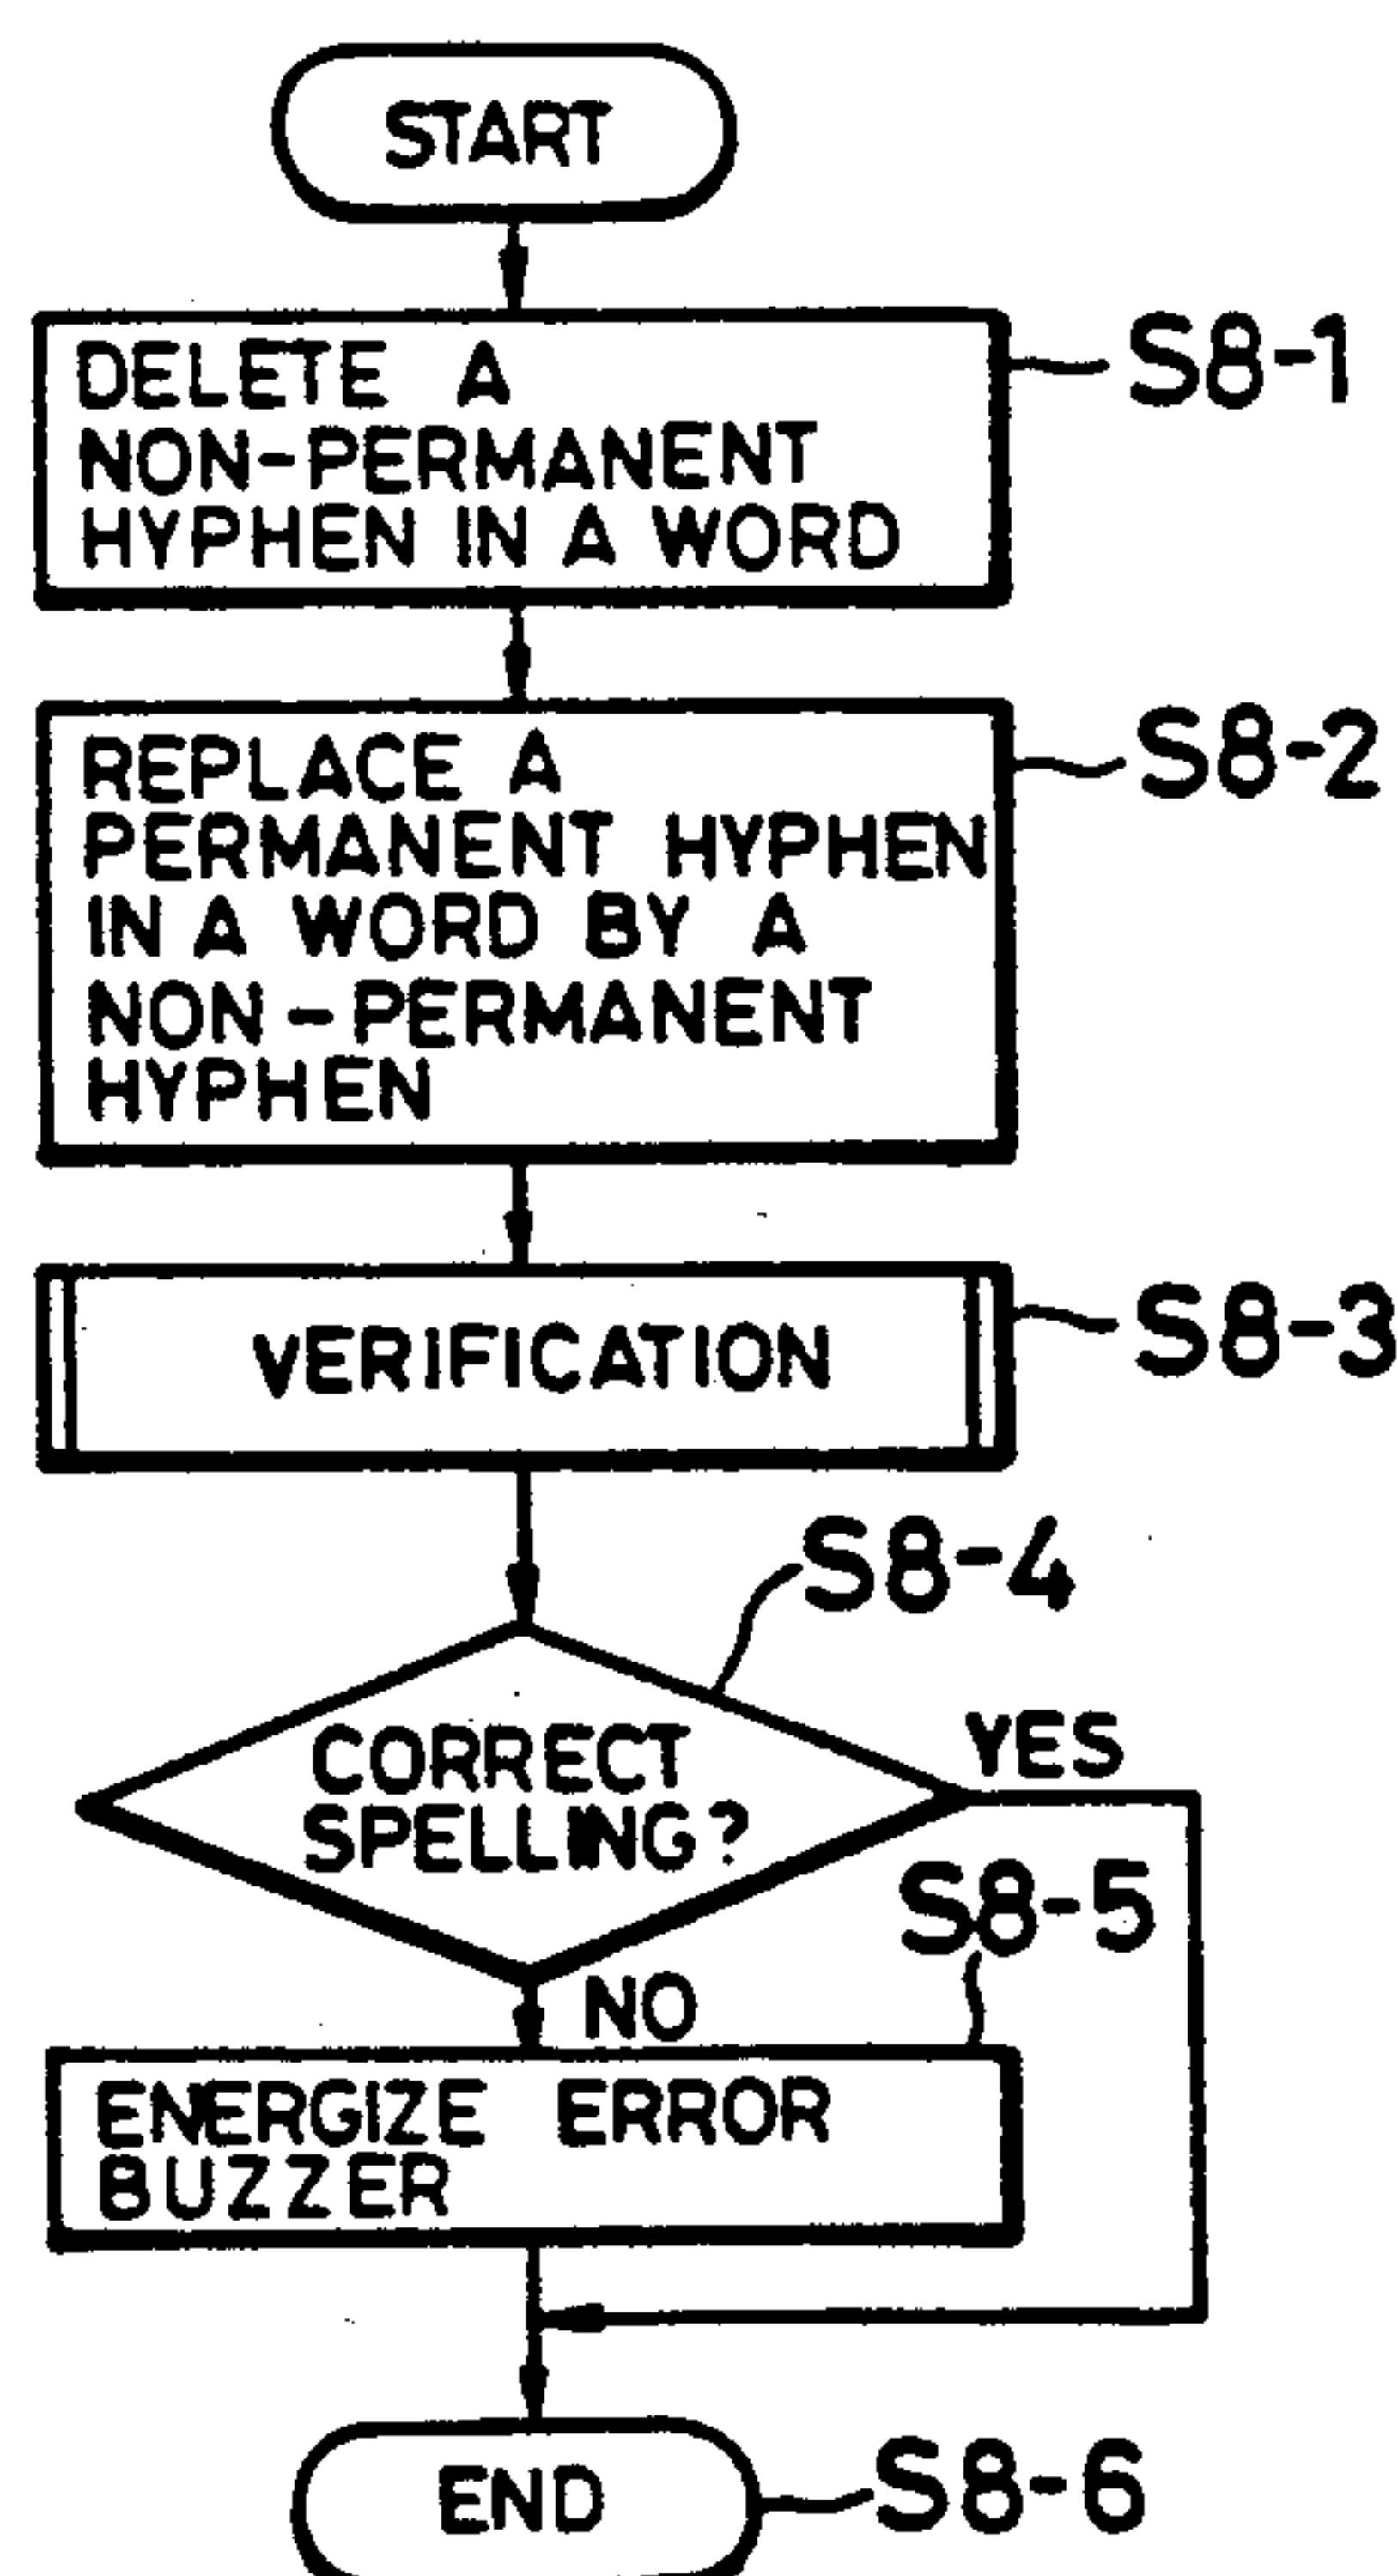 START
DELETE A
NON-PERMANENT
HYPHEN IN A WORD
S8-1
REPLACE A
PERMANENT HYPHEN
IN A WORD BY A
NON-PERMANENT
HYPHEN
S8-2
VERIFICATION
S8-3
S8-4
CORRECT
SPELLING?
YES
NO
S8-5
ENERGIZE ERROR
BUZZER
END
S8-6